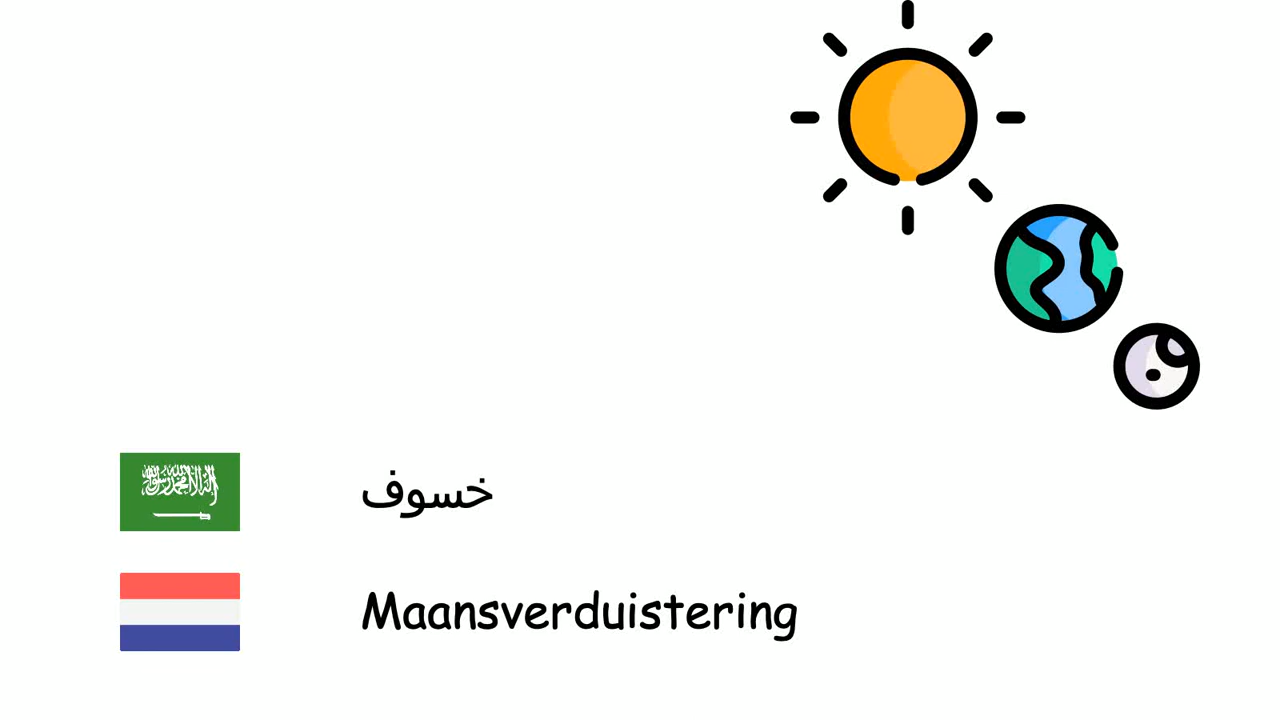 خسوف
Maansverduistering